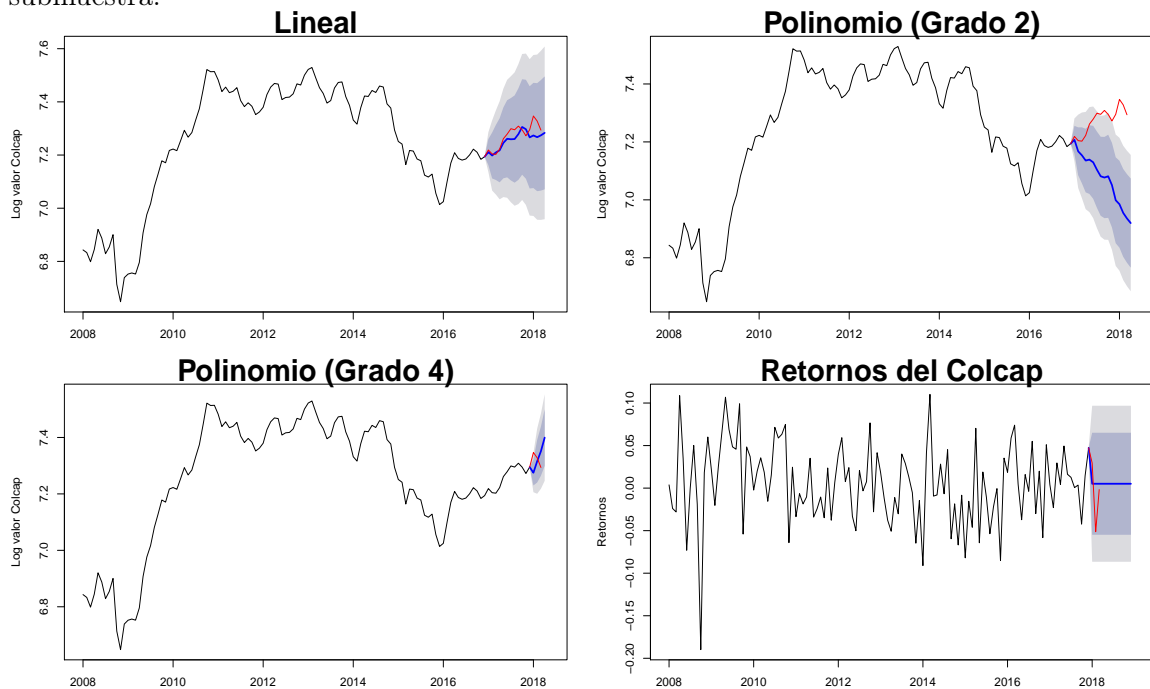 submuestra.
Lineal
Log valor Colcap
7.6
7.4
7.2
7.0
6.8
2008 2010 2012 2014 2016 2018
Polinomio (Grado 2)
Log valor Colcap
7.4
7.2
7.0
6.8
2008 2010 2012 2014 2016 2018
Polinomio (Grado 4)
Log valor Colcap
7.4
7.2
7.0
6.8
2008 2010 2012 2014 2016 2018
Retornos del Colcap
Retornos
0.10
0.05
0.00
−0.05
−0.10
−0.15
−0.20
2008 2010 2012 2014 2016 2018